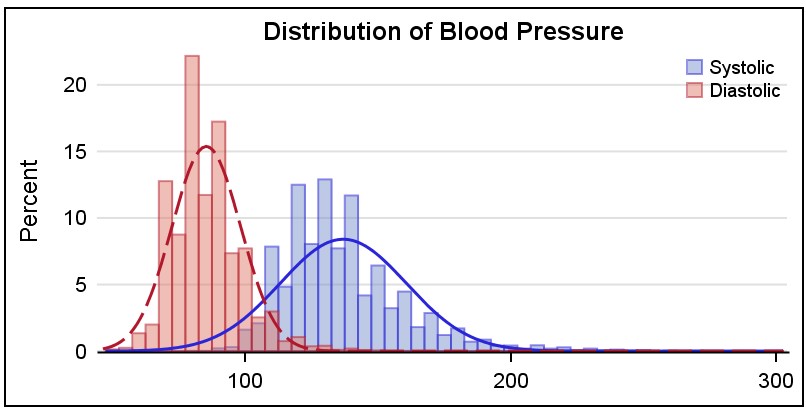 Distribution of Blood Pressure
Systolic
Diastolic
Percent
20
15
10
5
0
100 200 300